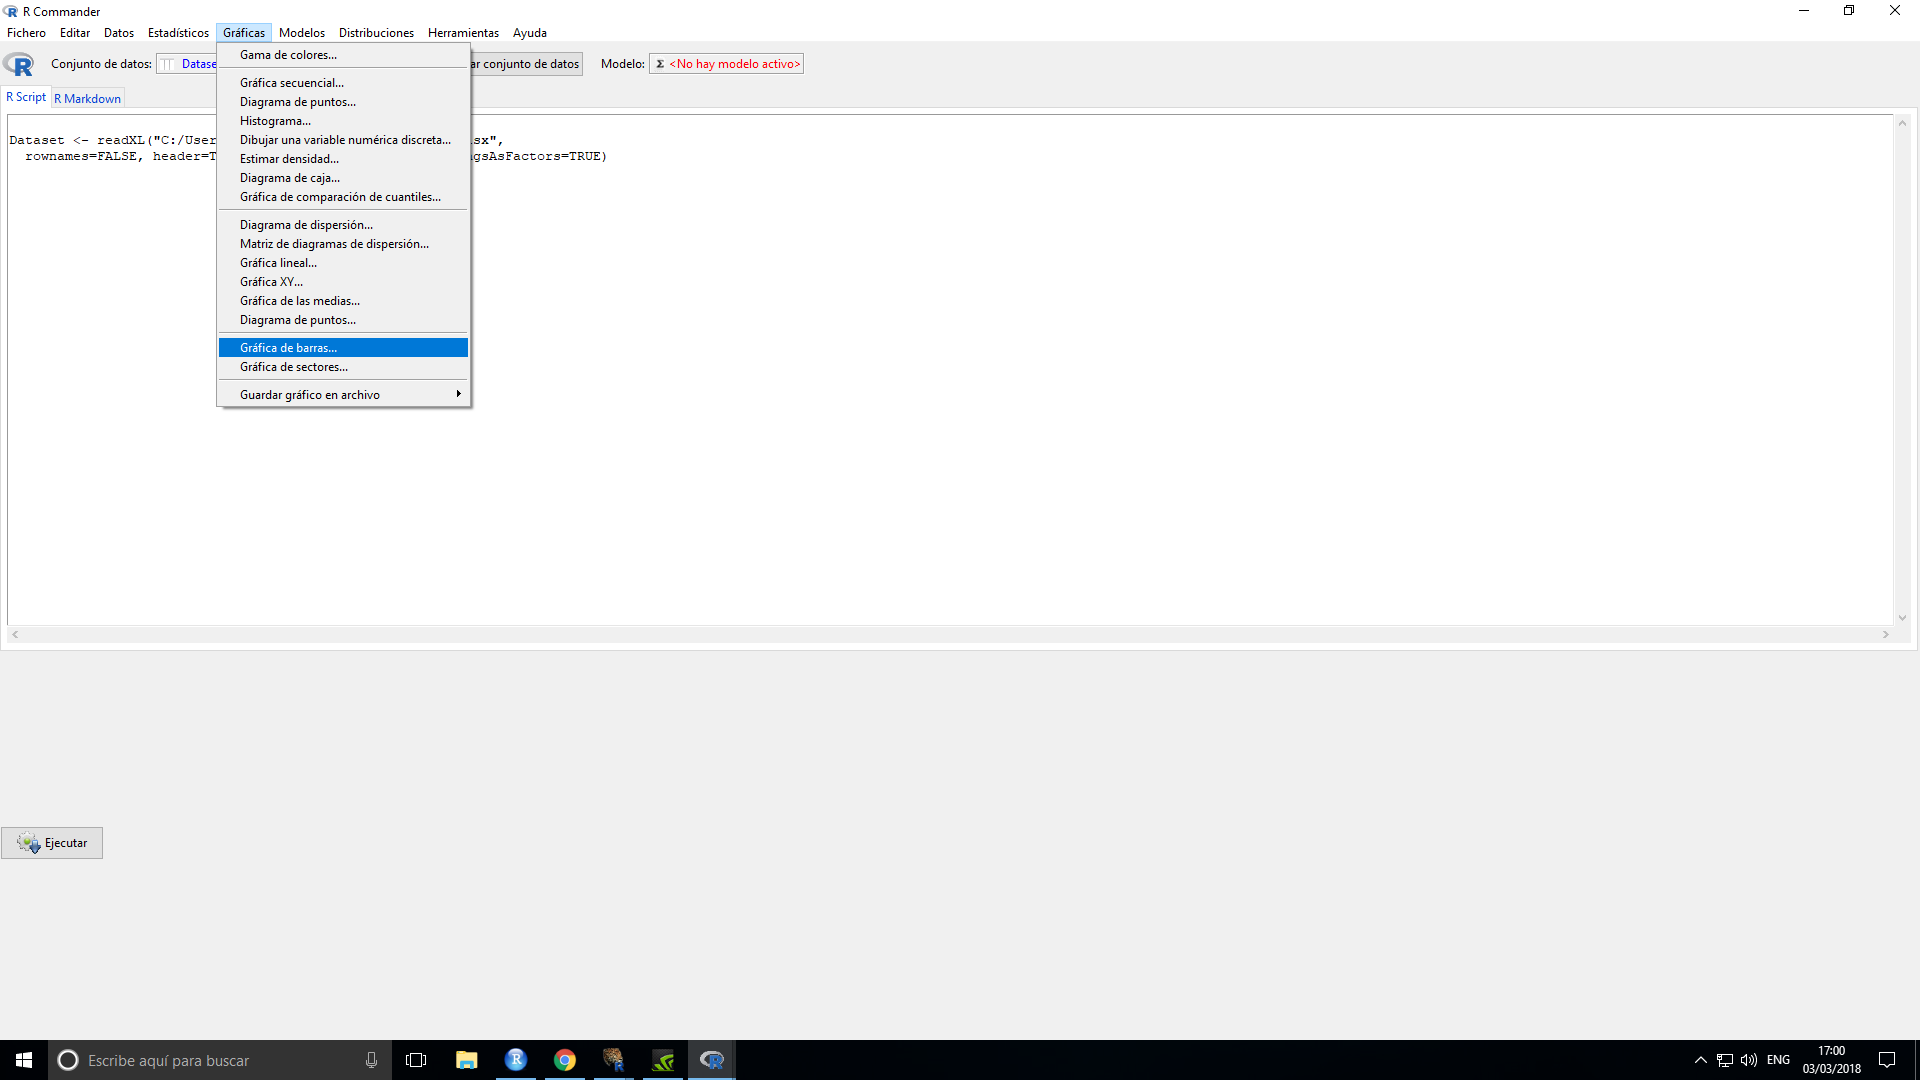 R Commander
Fichero Editar Datos Estadísticos Gráficas Modelos Distribuciones Herramientas Ayuda
Conjunto de datos: conjunto de datos Modelo: Σ <No hay modelo activo>
R Script R Markdown
Gama de colores...
Gráfica secuencial...
Diagrama de puntos...
Histograma...
Dibujar una variable numérica discreta...
Estimar densidad...
Diagrama de caja...
Gráfica de comparación de cuantiles...
Diagrama de dispersión...
Matriz de diagramas de dispersión...
Gráfica lineal...
Gráfica XY...
Gráfica de las medias...
Diagrama de puntos...
Gráfica de barras...
Gráfica de sectores...
Guardar gráfico en archivo
Dataset <- readXL("C:/User sx",
rownames=FALSE, header=T gsAsFactors=TRUE)
Ejecutar
Escribe aquí para buscar
ENG
17:00
03/03/2018